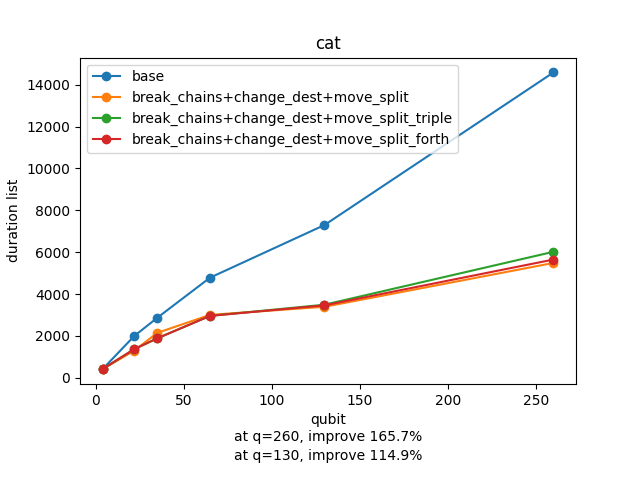 cat
base
break_chains+change_dest+move_split
break_chains+change_dest+move_split_triple
break_chains+change_dest+move_split_forth
duration list
14000
12000
10000
8000
6000
4000
2000
0
0 50 100 150 200 250
qubit
at q=260, improve 165.7%
at q=130, improve 114.9%